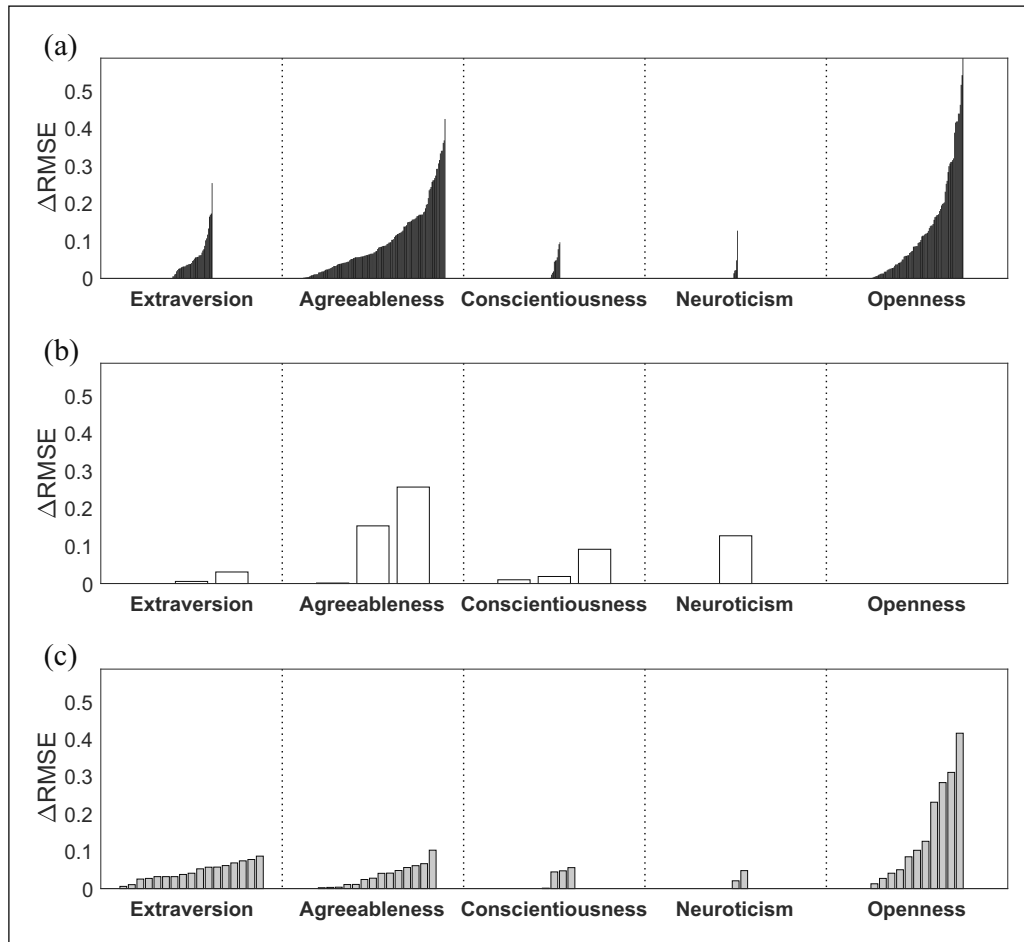 (a)
ΔRMSE
0.5
0.4
0.3
0.2
0.1
0
Extraversion Agreeableness Conscientiousness Neuroticism Openness
(b)
ΔRMSE
0.5
0.4
0.3
0.2
0.1
0
Extraversion Agreeableness Conscientiousness Neuroticism Openness
(c)
ΔRMSE
0.5
0.4
0.3
0.2
0.1
0
Extraversion Agreeableness Conscientiousness Neuroticism Openness